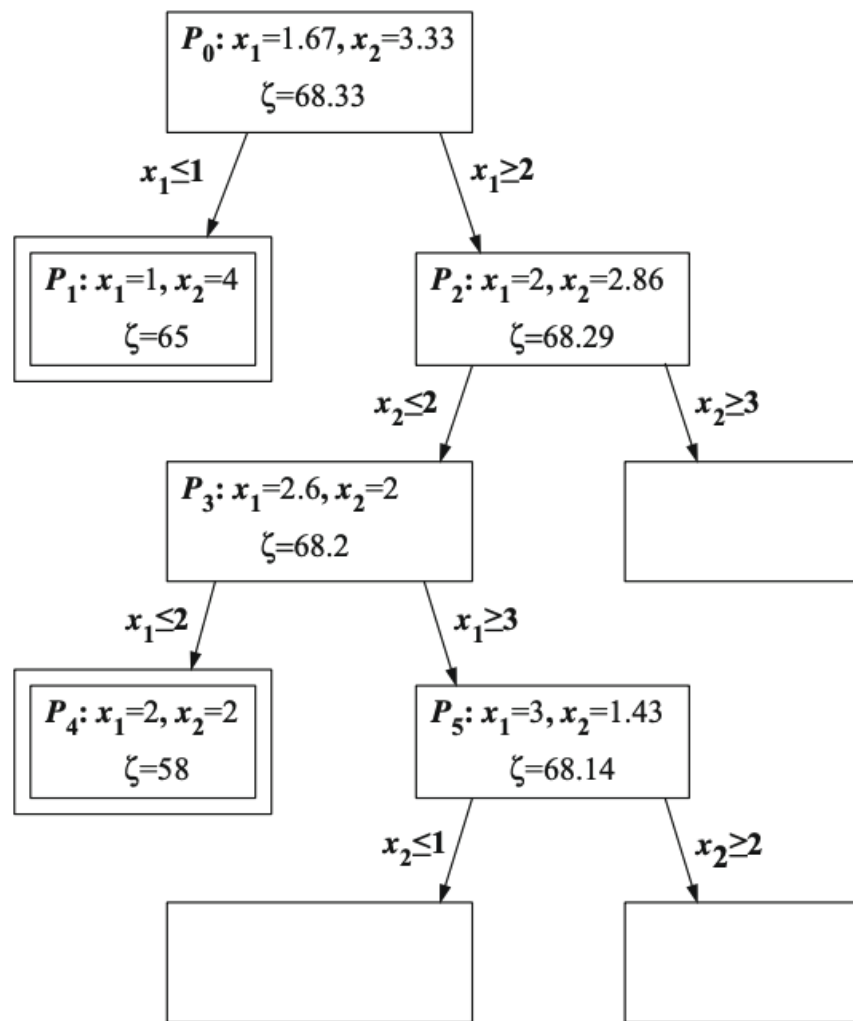 P₀: x₁=1.67, x₂=3.33
ζ=68.33
x₁≤1
x₁≥2
P₁: x₁=1, x₂=4
ζ=65
P₂: x₁=2, x₂=2.86
ζ=68.29
x₂≤2
x₂≥3
P₃: x₁=2.6, x₂=2
ζ=68.2
x₁≤2
x₁≥3
P₄: x₁=2, x₂=2
ζ=58
P₅: x₁=3, x₂=1.43
ζ=68.14
x₂≤1
x₂≥2